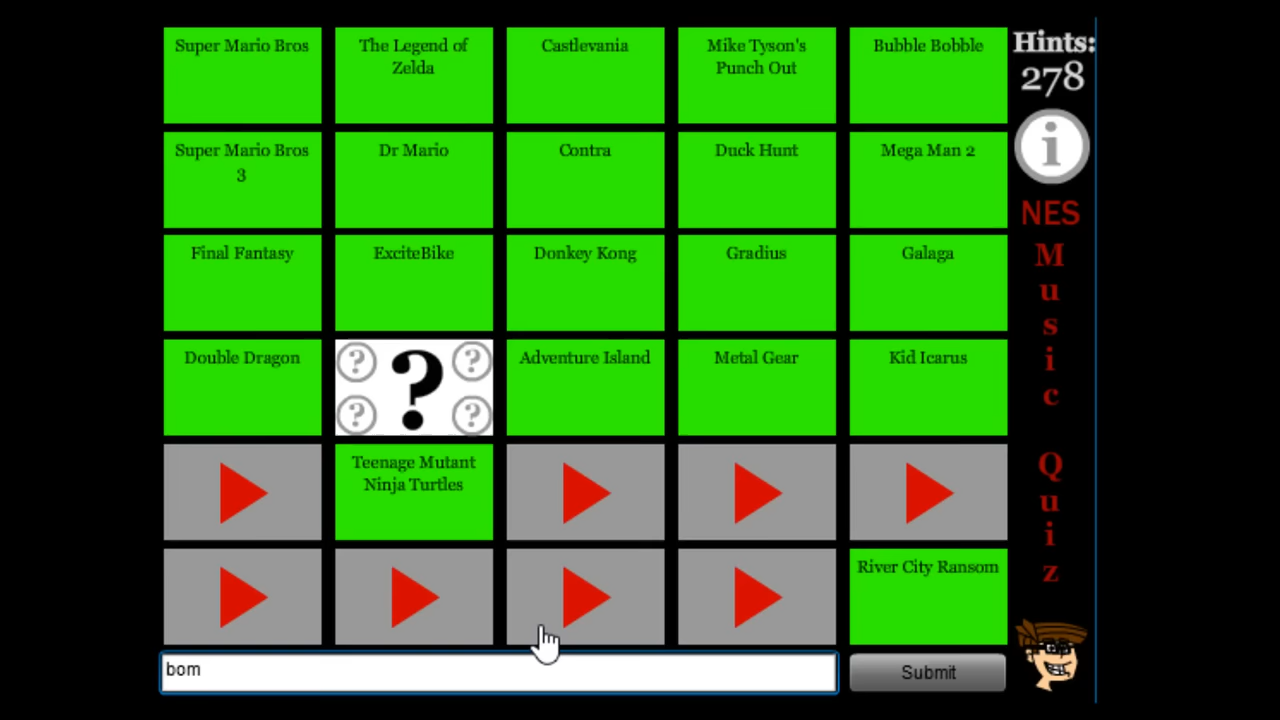 Super Mario Bros
The Legend of
Zelda
Castlevania
Mike Tyson's
Punch Out
Bubble Bobble
Hints:
278
i
Super Mario Bros
3
Dr Mario
Contra
Duck Hunt
Mega Man 2
NES
M
u
s
i
c
Q
u
i
z
Final Fantasy
ExciteBike
Donkey Kong
Gradius
Galaga
Double Dragon
? ?
?
? ?
Adventure Island
Metal Gear
Kid Icarus
Teenage Mutant
Ninja Turtles
River City Ransom
bom
Submit